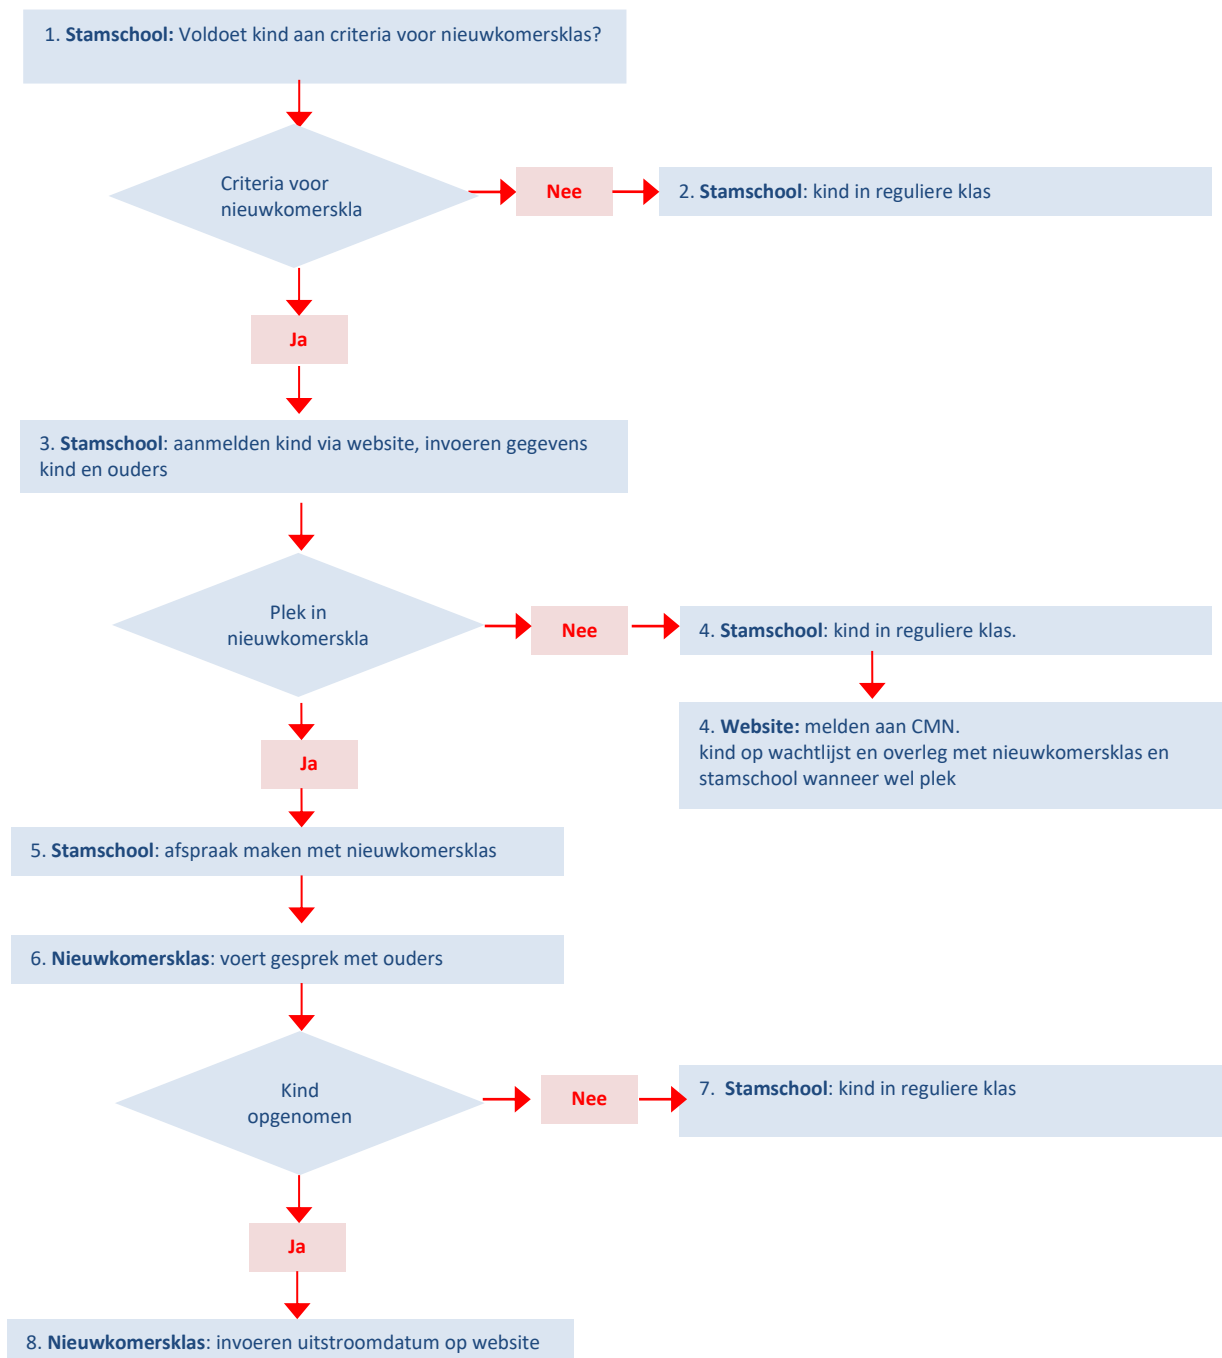 1. Stamschool: Voldoet kind aan criteria voor nieuwkomersklas?
Criteria voor
nieuwkomerskla
Nee
2. Stamschool: kind in reguliere klas
Ja
3. Stamschool: aanmelden kind via website, invoeren gegevens
kind en ouders
Plek in
nieuwkomerskla
Nee
4. Stamschool: kind in reguliere klas.
4. Website: melden aan CMN.
kind op wachtlijst en overleg met nieuwkomersklas en
stamschool wanneer wel plek
Ja
5. Stamschool: afspraak maken met nieuwkomersklas
6. Nieuwkomersklas: voert gesprek met ouders
Kind
opgenomen
Nee
7. Stamschool: kind in reguliere klas
Ja
8. Nieuwkomersklas: invoeren uitstroomdatum op website